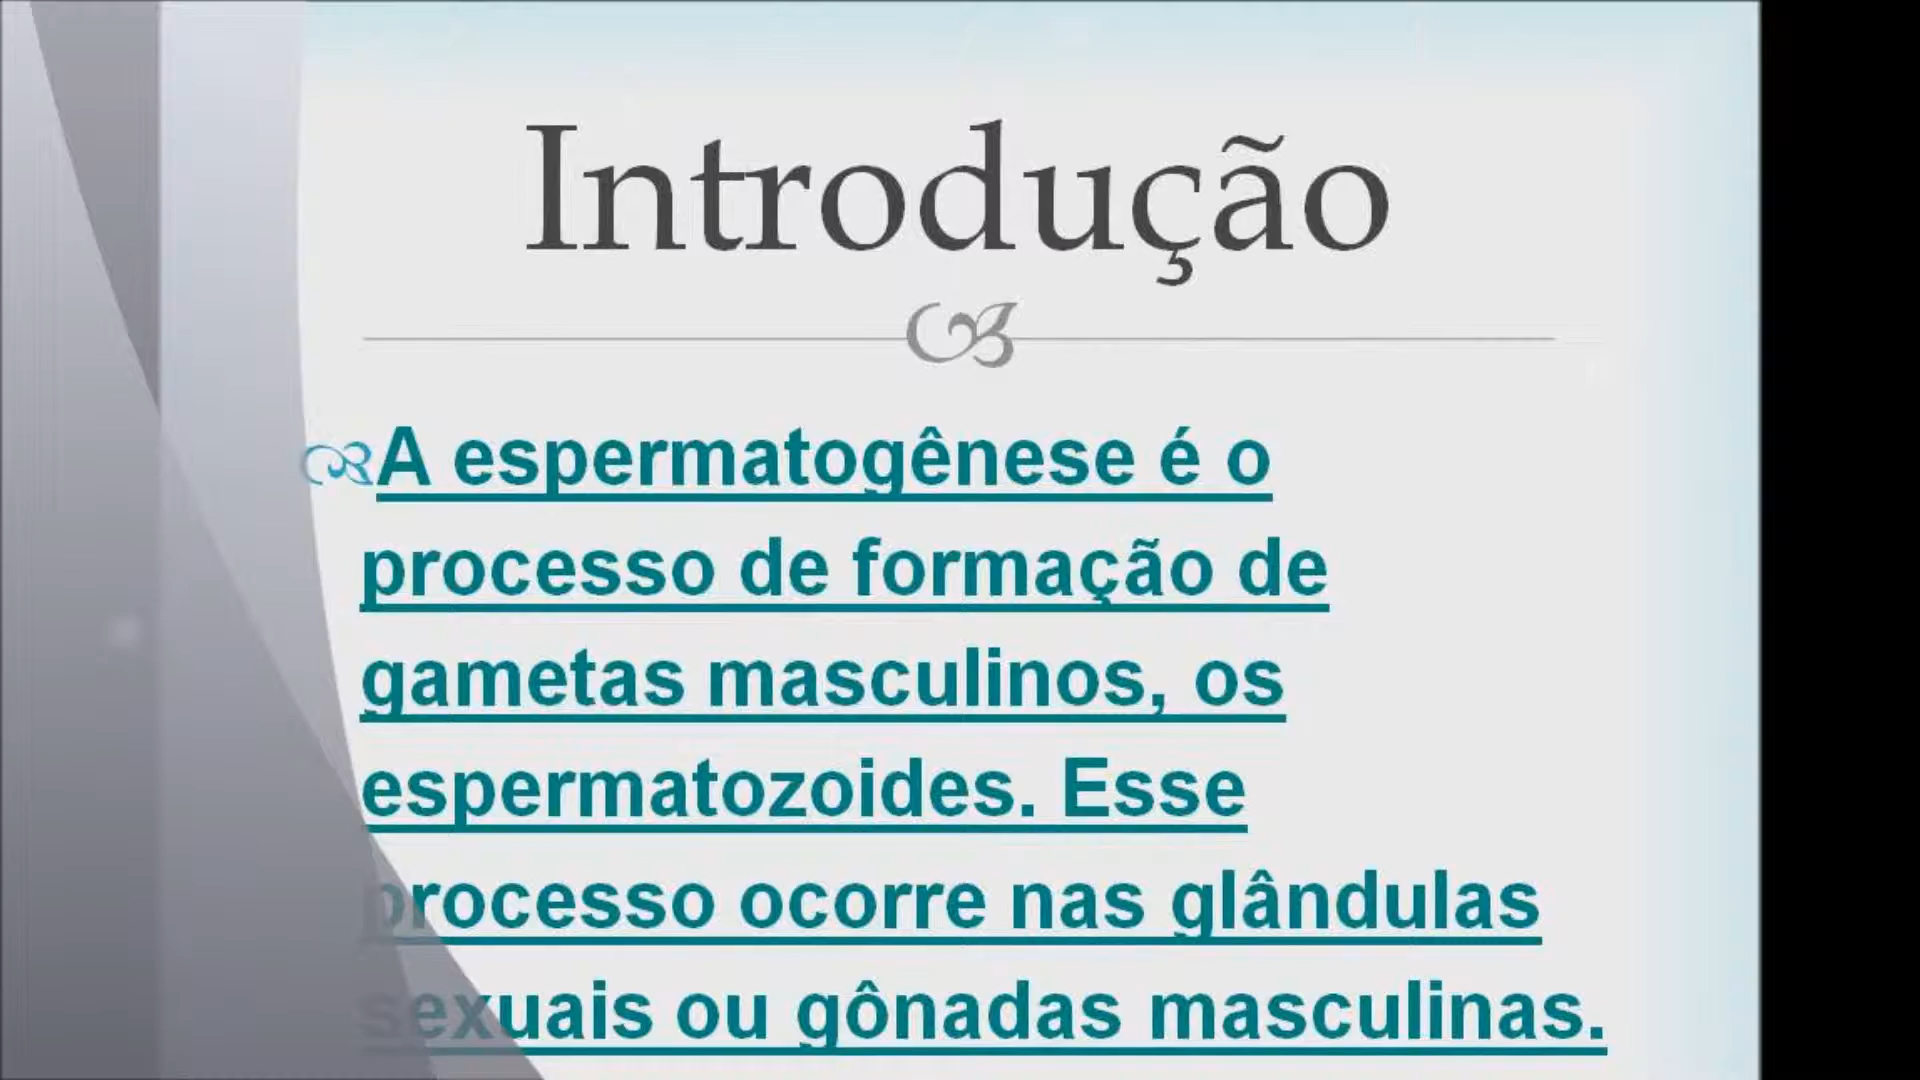 Introdução
A espermatogênese é o
processo de formação de
gametas masculinos, os
espermatozoides. Esse
processo ocorre nas glândulas
sexuais ou gônadas masculinas.